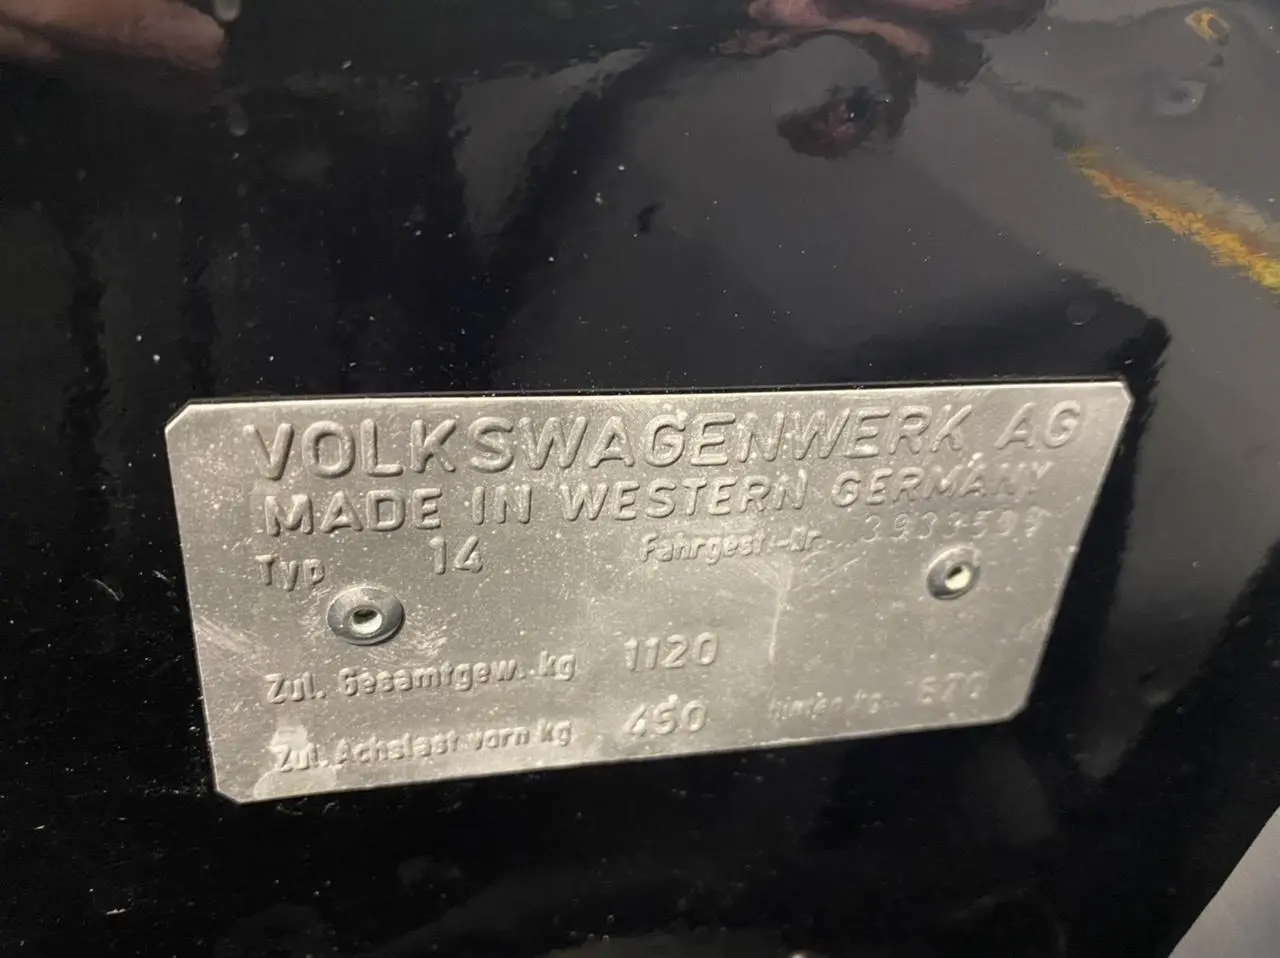 VOLKSWAGENWERK AG
MADE IN WESTERN GERMANY
Typ 14 Fahrgest.-Nr. 3933599
Zul. Gesamtgew. kg 1120
Zul. Achslast vorn kg 450 hinten kg 670